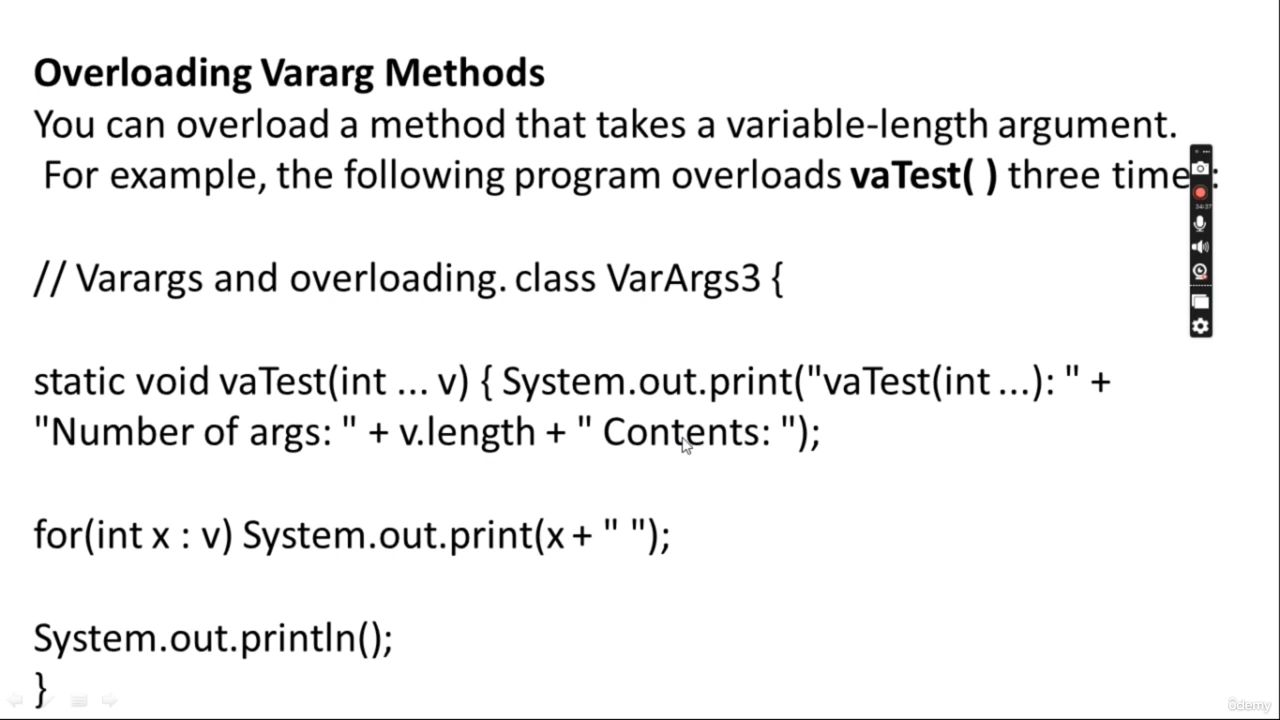 Overloading Vararg Methods
You can overload a method that takes a variable-length argument.
For example, the following program overloads vaTest( ) three time :
// Varargs and overloading. class VarArgs3 {
static void vaTest(int ... v) { System.out.print("vaTest(int ...): " +
"Number of args: " + v.length + " Contents: ");
for(int x : v) System.out.print(x + " ");
System.out.println();
}
ûdemy